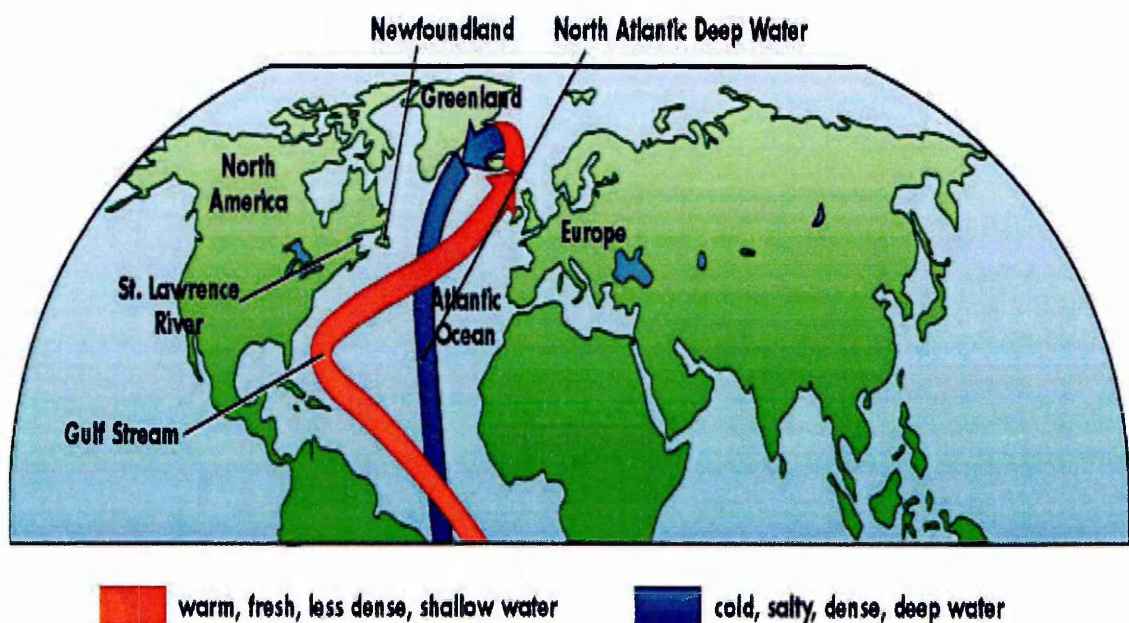 Newfoundland
North Atlantic Deep Water
Greenland
North
America
Europe
St. Lawrence
River
Atlantic
Ocean
Gulf Stream
warm, fresh, less dense, shallow water
cold, salty, dense, deep water